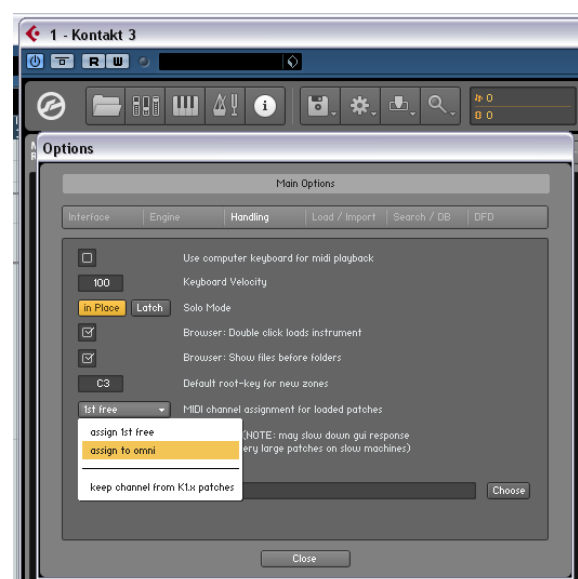 1 - Kontakt 3
R W
0
0 0
Options
Main Options
Interface Engine Handling Load / Import Search / DB DFD
Use computer keyboard for midi playback
100 Keyboard Velocity
in Place Latch Solo Mode
Browser: Double click loads instrument
Browser: Show files before folders
C3 Default root-key for new zones
1st free MIDI channel assignment for loaded patches
assign 1st free
(NOTE: may slow down gui response
assign to omni
ery large patches on slow machines)
keep channel from K1.x patches
Choose
Close